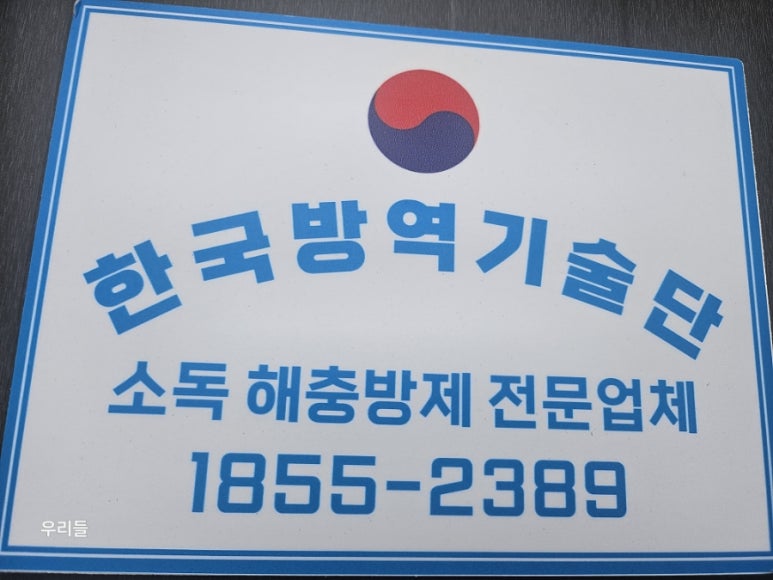 한국방역기술단
소독 해충방제 전문업체
1855-2389
우리들